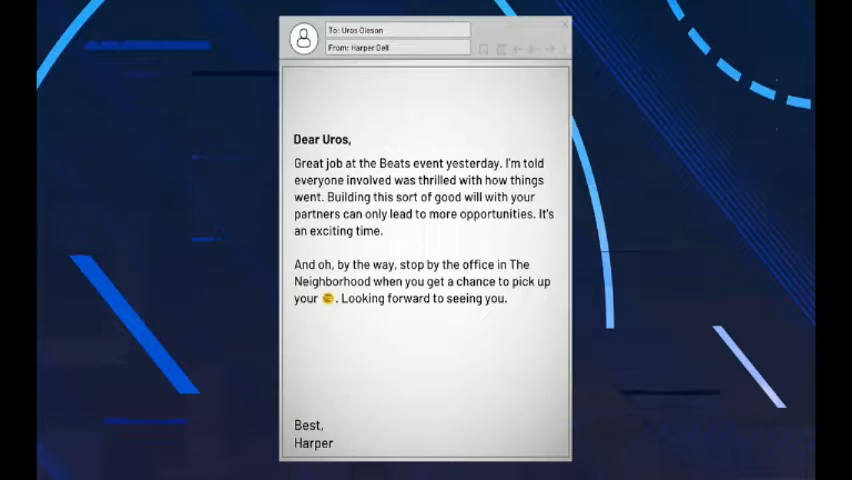 To: Uros Oleson
From: Harper Dell
Dear Uros,
Great job at the Beats event yesterday. I'm told
everyone involved was thrilled with how things
went. Building this sort of good will with your
partners can only lead to more opportunities. It's
an exciting time.
And oh, by the way, stop by the office in The
Neighborhood when you get a chance to pick up
your 🪙. Looking forward to seeing you.
Best,
Harper